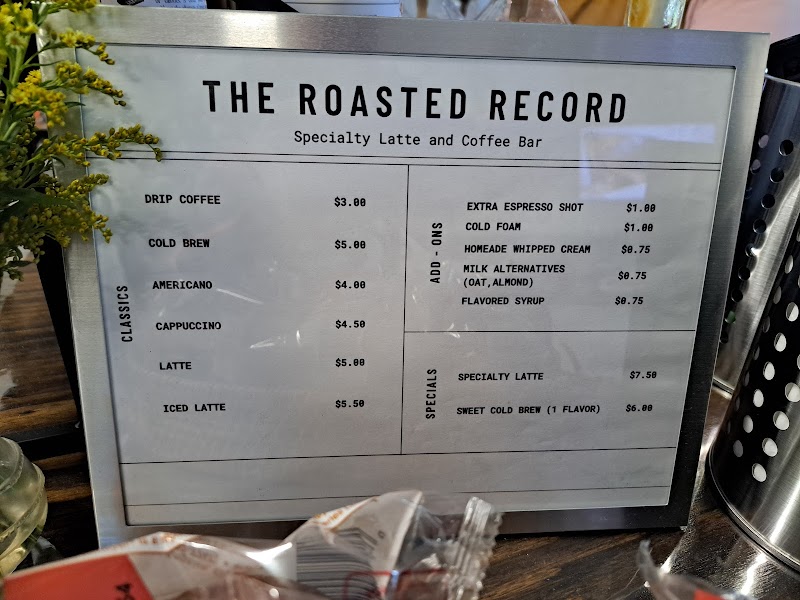 THE ROASTED RECORD
Specialty Latte and Coffee Bar
CLASSICS
DRIP COFFEE $3.00
COLD BREW $5.00
AMERICANO $4.00
CAPPUCCINO $4.50
LATTE $5.00
ICED LATTE $5.50
ADD-ONS
EXTRA ESPRESSO SHOT $1.00
COLD FOAM $1.00
HOMEADE WHIPPED CREAM $0.75
MILK ALTERNATIVES
(OAT,ALMOND) $0.75
FLAVORED SYRUP $0.75
SPECIALS
SPECIALTY LATTE $7.50
SWEET COLD BREW (1 FLAVOR) $6.00